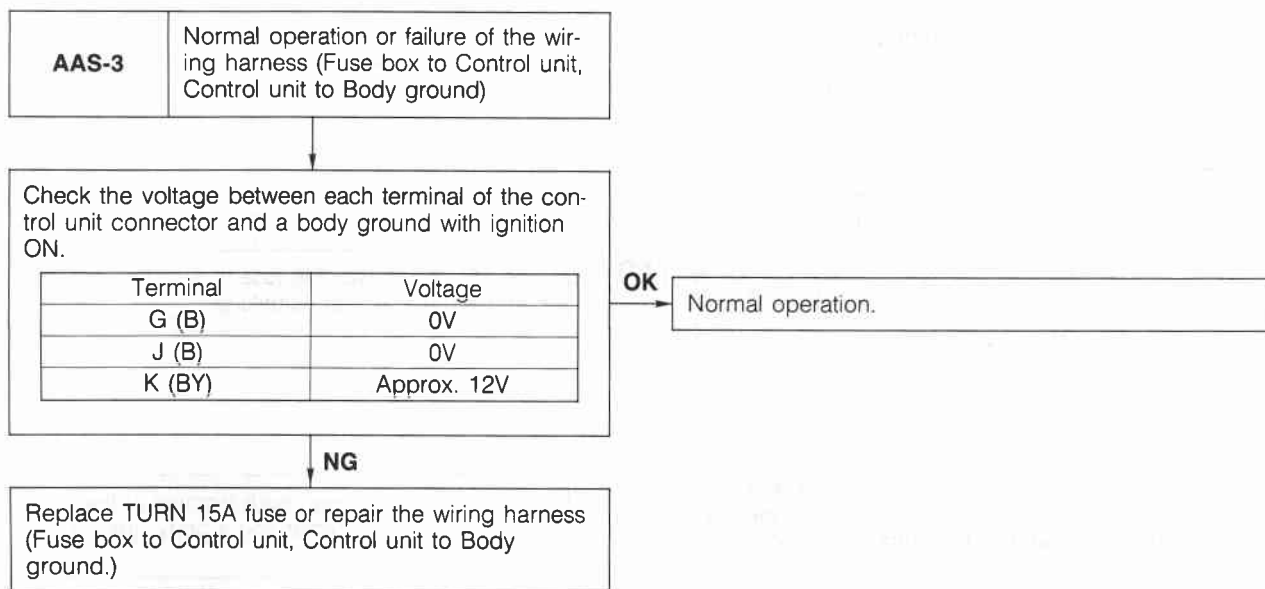 AAS-3
Normal operation or failure of the wir-
ing harness (Fuse box to Control unit,
Control unit to Body ground)
Check the voltage between each terminal of the con-
trol unit connector and a body ground with ignition
ON.
Terminal Voltage
G (B) 0V
J (B) 0V
K (BY) Approx. 12V
OK
Normal operation.
NG
Replace TURN 15A fuse or repair the wiring harness
(Fuse box to Control unit, Control unit to Body
ground.)